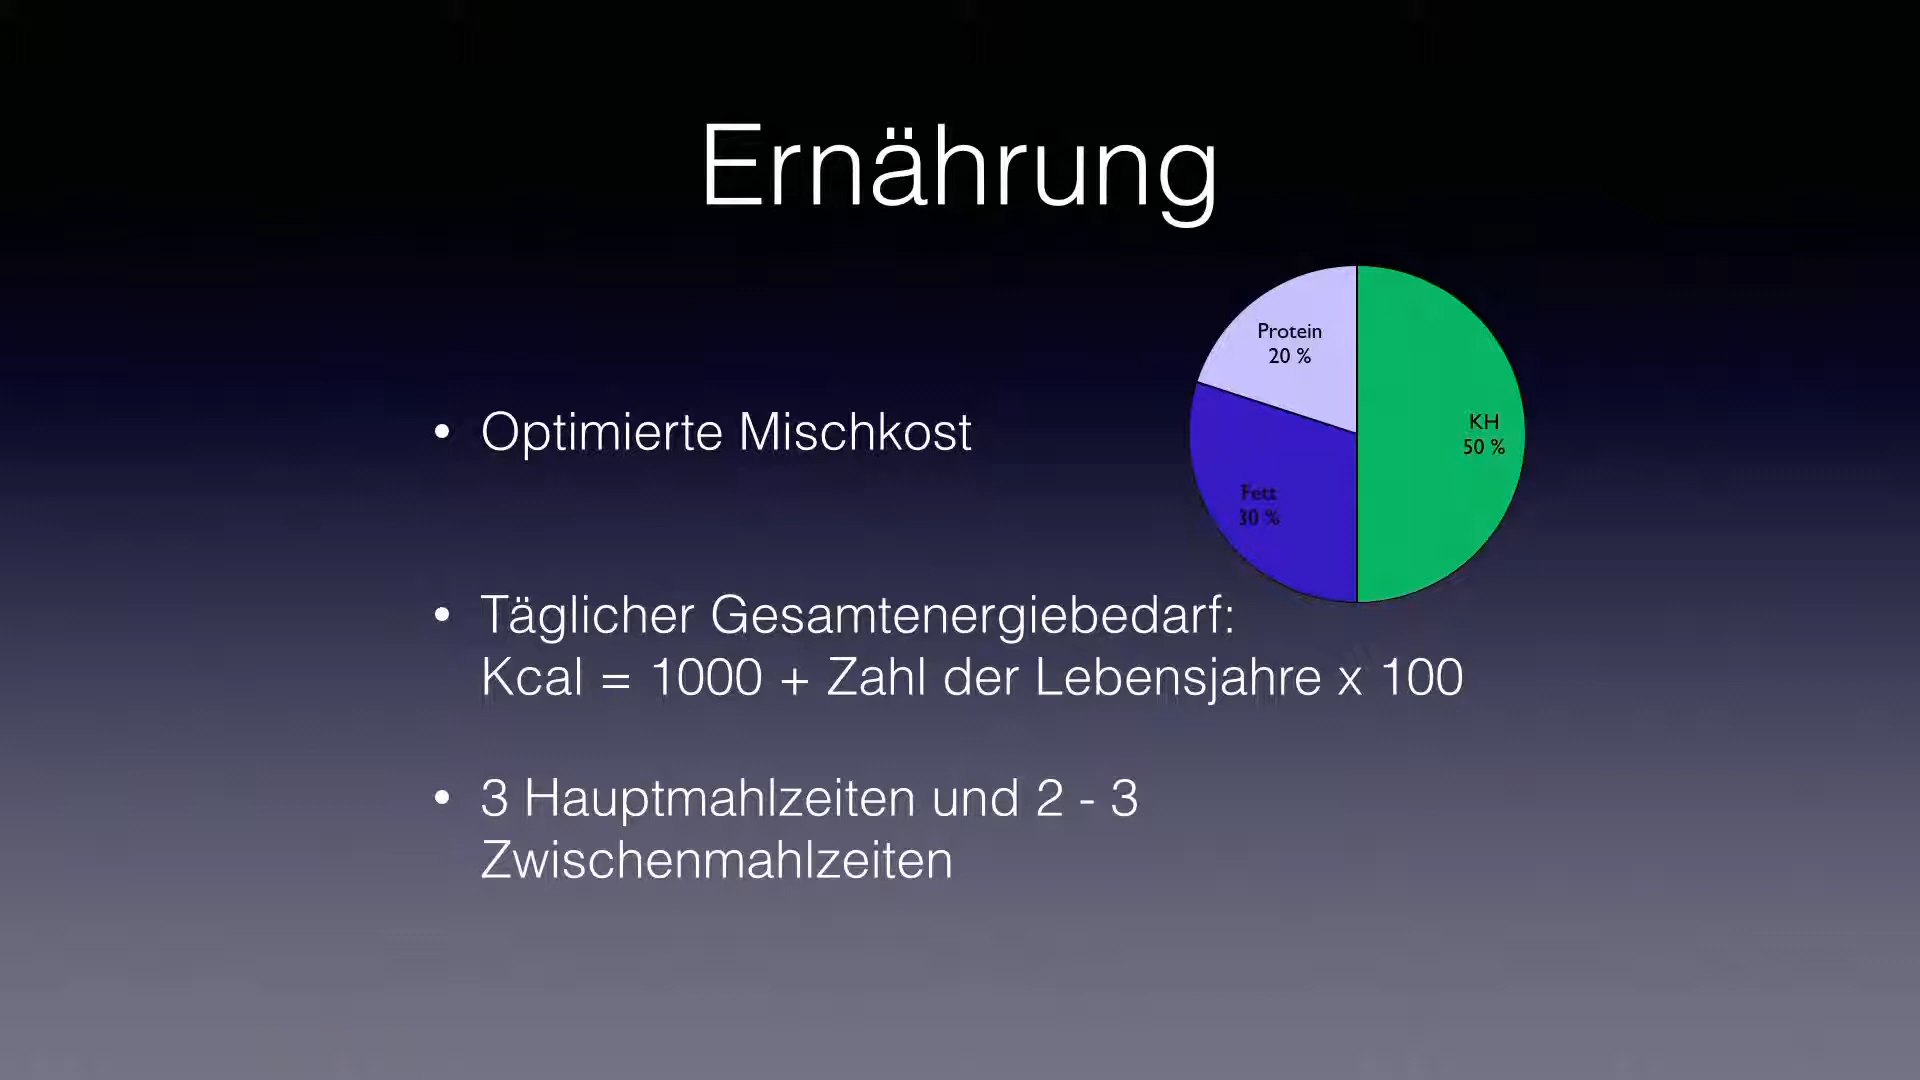 Ernährung
Protein
20 %
KH
50 %
Fett
30 %
• Optimierte Mischkost
• Täglicher Gesamtenergiebedarf:
Kcal = 1000 + Zahl der Lebensjahre x 100
• 3 Hauptmahlzeiten und 2 - 3
Zwischenmahlzeiten